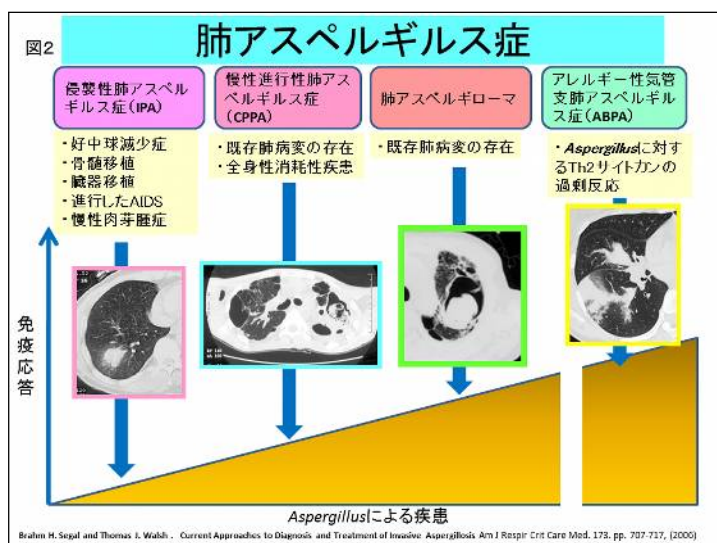 図2
肺アスペルギルス症
侵襲性肺アスペル
ギルス症(IPA)
・好中球減少症
・骨髄移植
・臓器移植
・進行したAIDS
・慢性肉芽腫症
慢性進行性肺アス
ペルギルス症
(CPPA)
・既存肺病変の存在
・全身性消耗性疾患
肺アスペルギローマ
・既存肺病変の存在
アレルギー性気管
支肺アスペルギル
ス症(ABPA)
・Aspergillusに対す
るTh2サイトカンの
過剰反応
免疫応答
Aspergillusによる疾患
Brahm H. Segal and Thomas J. Walsh . Current Approaches to Diagnosis and Treatment of Invasive Aspergillosis Am J Respir Crit Care Med. 173. pp. 707-717, (2006)